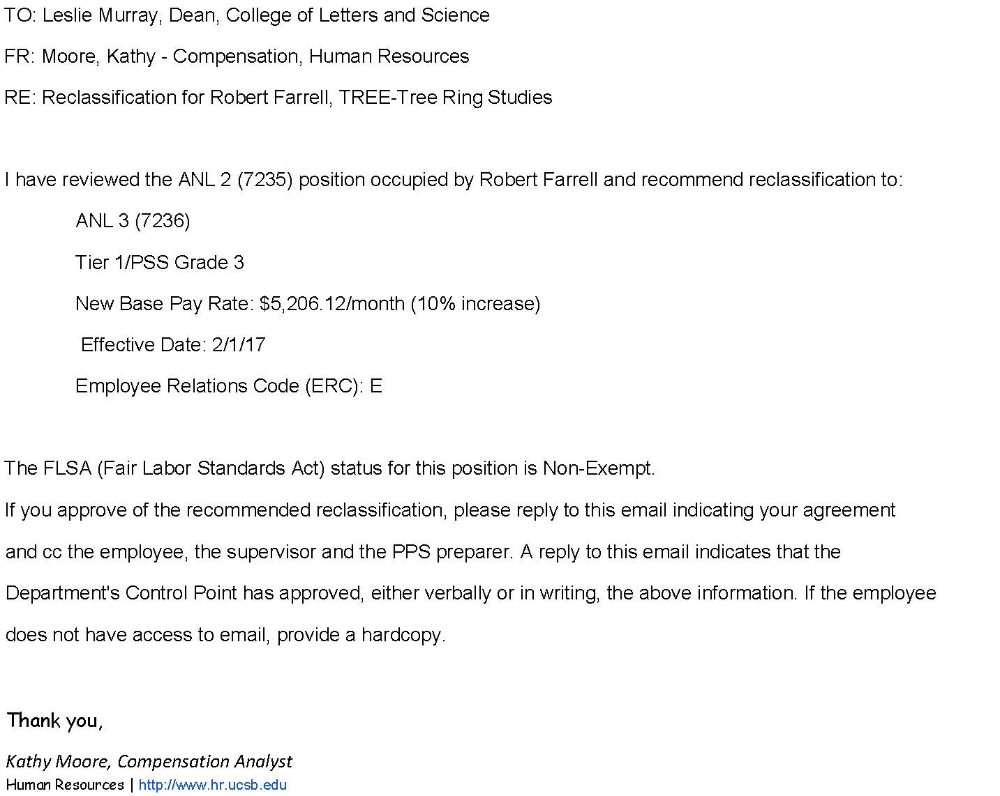 TO: Leslie Murray, Dean, College of Letters and Science
FR: Moore, Kathy - Compensation, Human Resources
RE: Reclassification for Robert Farrell, TREE-Tree Ring Studies
I have reviewed the ANL 2 (7235) position occupied by Robert Farrell and recommend reclassification to:
ANL 3 (7236)
Tier 1/PSS Grade 3
New Base Pay Rate: $5,206.12/month (10% increase)
Effective Date: 2/1/17
Employee Relations Code (ERC): E
The FLSA (Fair Labor Standards Act) status for this position is Non-Exempt.
If you approve of the recommended reclassification, please reply to this email indicating your agreement
and cc the employee, the supervisor and the PPS preparer. A reply to this email indicates that the
Department's Control Point has approved, either verbally or in writing, the above information. If the employee
does not have access to email, provide a hardcopy.
Thank you,
Kathy Moore, Compensation Analyst
Human Resources | http://www.hr.ucsb.edu